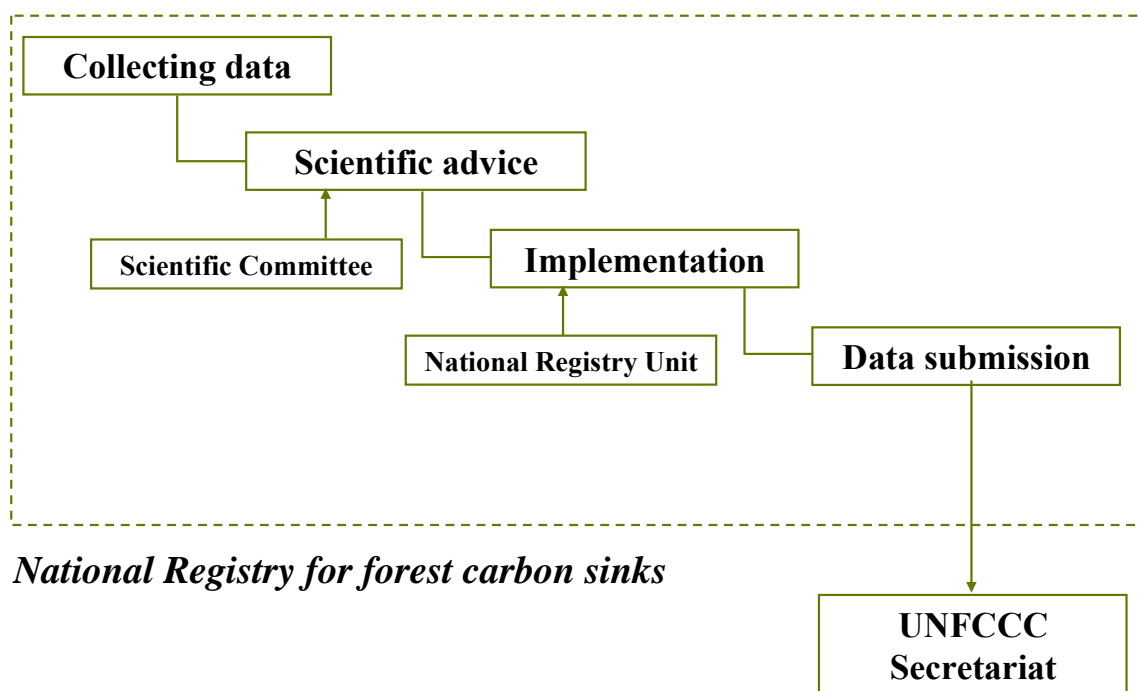 Collecting data
Scientific advice
Scientific Committee
Implementation
National Registry Unit
Data submission
National Registry for forest carbon sinks
UNFCCC
Secretariat